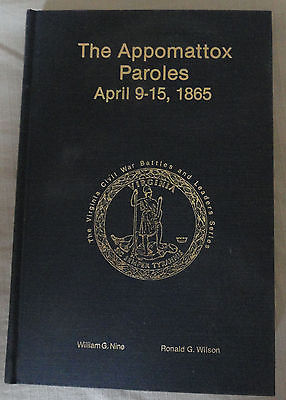 The Appomattox
Paroles
April 9-15, 1865
The Virginia Civil War Battles and Leaders Series
VIRGINIA
SIC SEMPER TYRANNIS
William G. Nine
Ronald G. Wilson